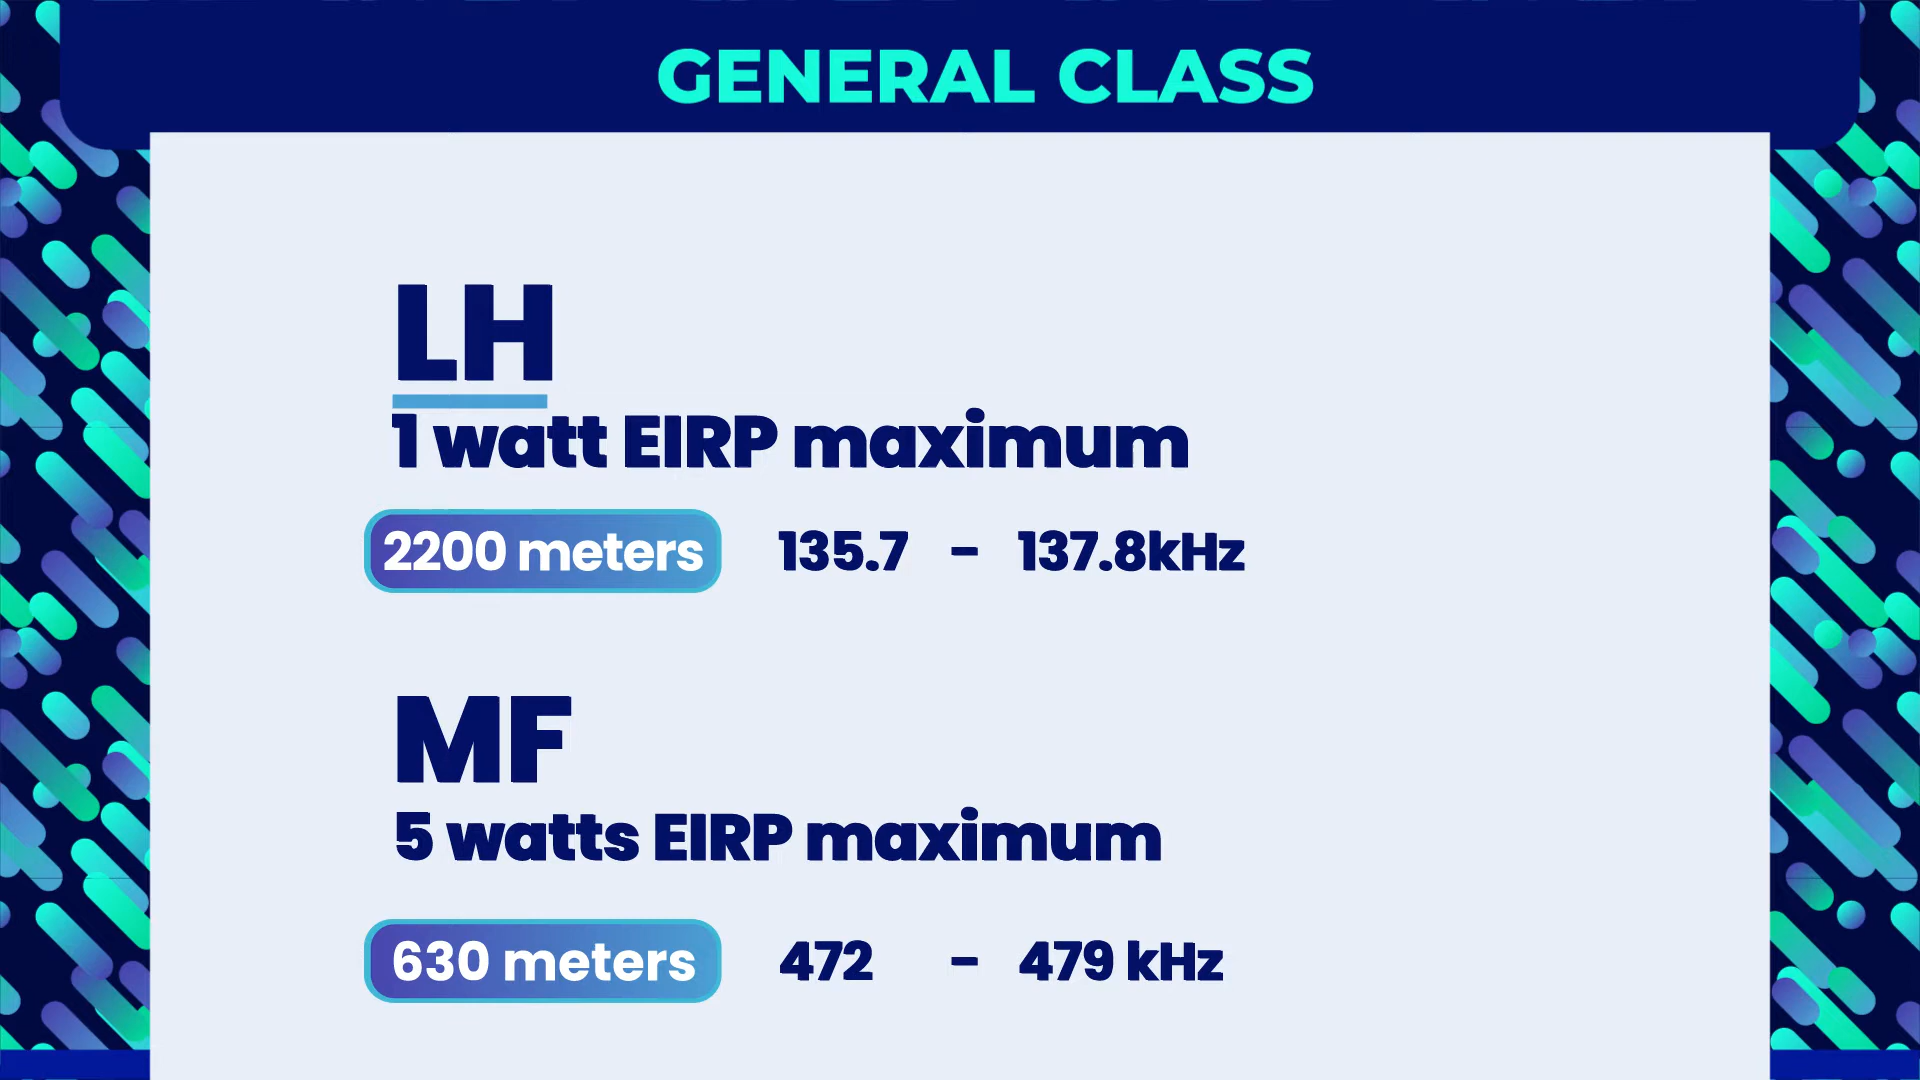 GENERAL CLASS
LH
1 watt EIRP maximum
2200 meters 135.7 – 137.8kHz
MF
5 watts EIRP maximum
630 meters 472 – 479 kHz